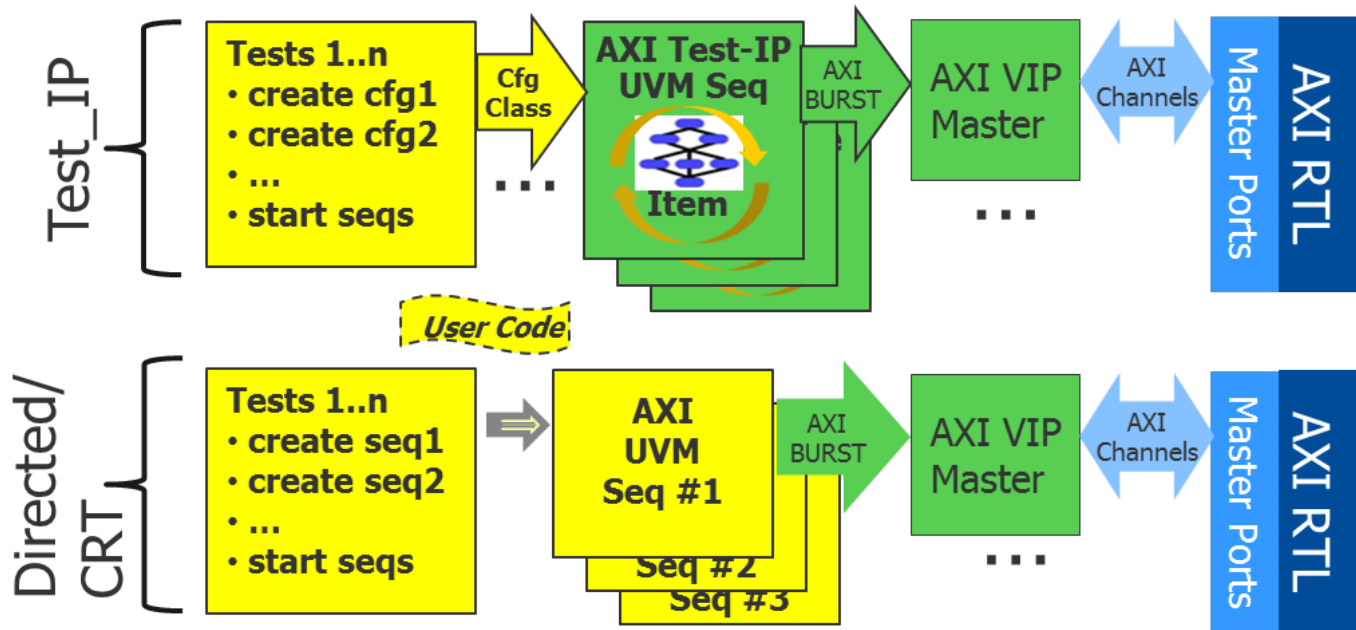 Test_IP
Tests 1..n
• create cfg1
• create cfg2
• ...
• start seqs
Cfg
Class
...
AXI Test-IP
UVM Seq
Item
AXI
BURST
AXI VIP
Master
...
AXI
Channels
Master Ports
AXI RTL
User Code
Directed/
CRT
Tests 1..n
• create seq1
• create seq2
• ...
• start seqs
AXI
UVM
Seq #1
Seq #2
Seq #3
AXI
BURST
AXI VIP
Master
...
AXI
Channels
Master Ports
AXI RTL